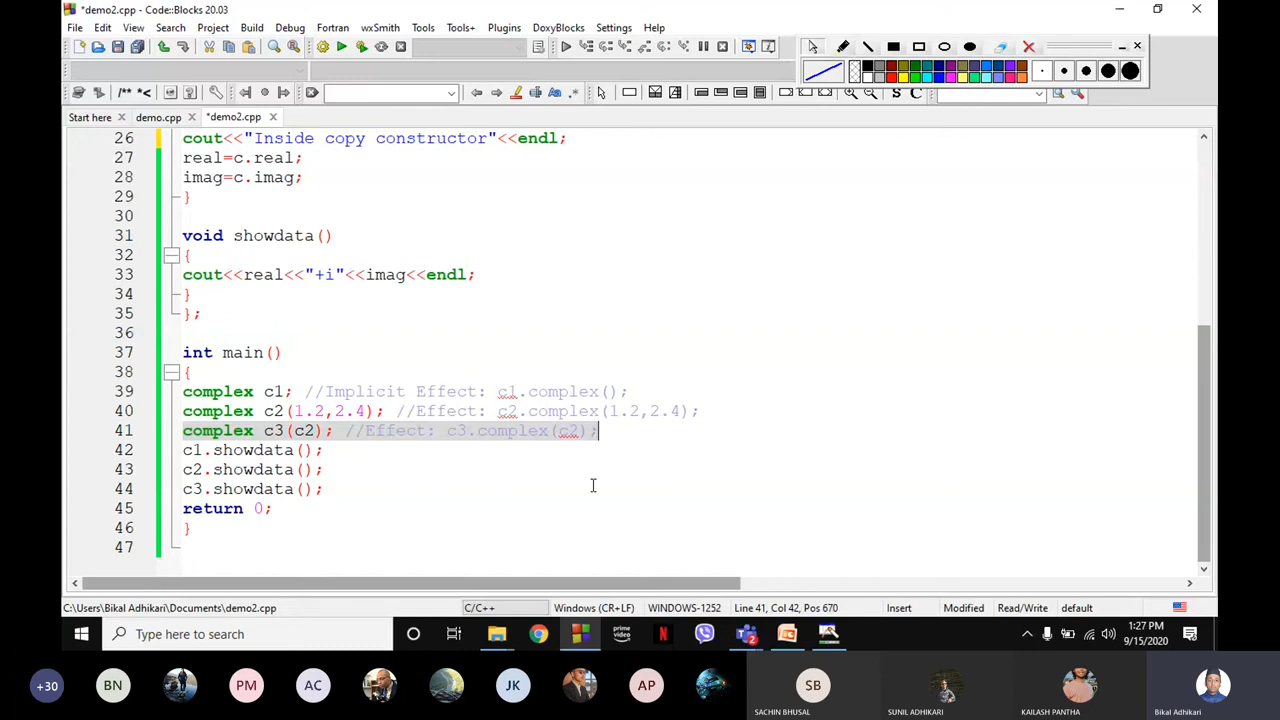 *demo2.cpp - Code::Blocks 20.03
File Edit View Search Project Build Debug Fortran wxSmith Tools Tools+ Plugins DoxyBlocks Settings Help
/** *<
S C
Start here demo.cpp *demo2.cpp
26 cout<<"Inside copy constructor"<<endl;
27 real=c.real;
28 imag=c.imag;
29 }
30
31 void showdata()
32 {
33 cout<<real<<"+i"<<imag<<endl;
34 }
35 };
36
37 int main()
38 {
39 complex c1; //Implicit Effect: c1.complex();
40 complex c2(1.2,2.4); //Effect: c2.complex(1.2,2.4);
41 complex c3(c2); //Effect: c3.complex(c2);
42 c1.showdata();
43 c2.showdata();
44 c3.showdata();
45 return 0;
46 }
47
C:\Users\Bikal Adhikari\Documents\demo2.cpp C/C++ Windows (CR+LF) WINDOWS-1252 Line 41, Col 42, Pos 670 Insert Modified Read/Write default
Type here to search
prime video
N
2
1:27 PM
9/15/2020
+30 BN PM AC JK AP SB
SACHIN BHUSAL SUNIL ADHIKARI KAILASH PANTHA Bikal Adhikari